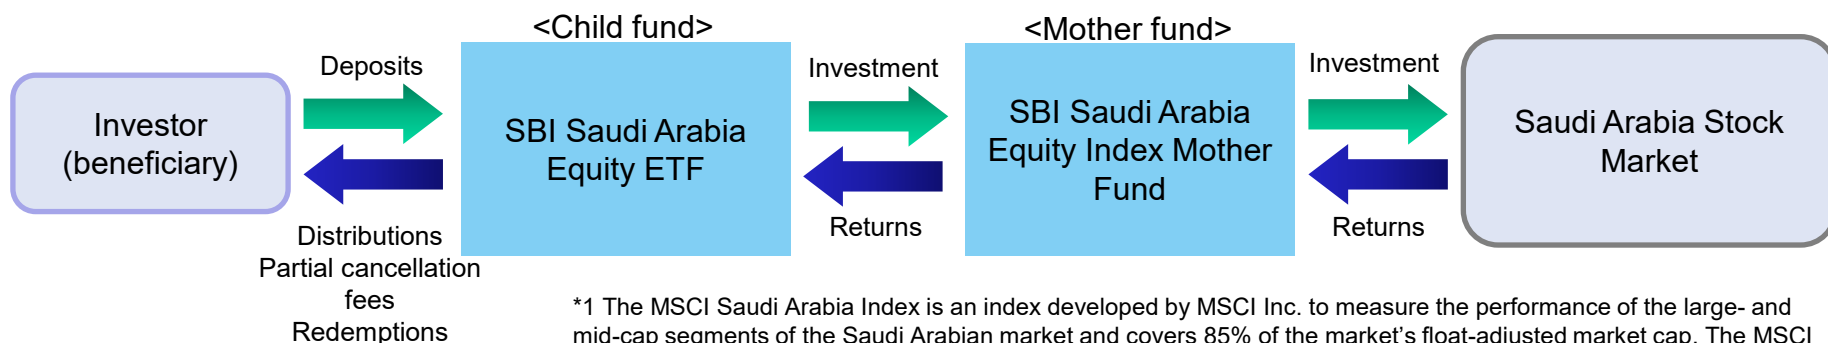 <Child fund>
<Mother fund>
Deposits
Investment
Investment
Investor
(beneficiary)
SBI Saudi Arabia
Equity ETF
SBI Saudi Arabia
Equity Index Mother
Fund
Saudi Arabia Stock
Market
Distributions
Partial cancellation
fees
Redemptions
Returns
Returns
*1 The MSCI Saudi Arabia Index is an index developed by MSCI Inc. to measure the performance of the large- and
mid-cap segments of the Saudi Arabian market and covers 85% of the market's float-adjusted market cap. The MSCI